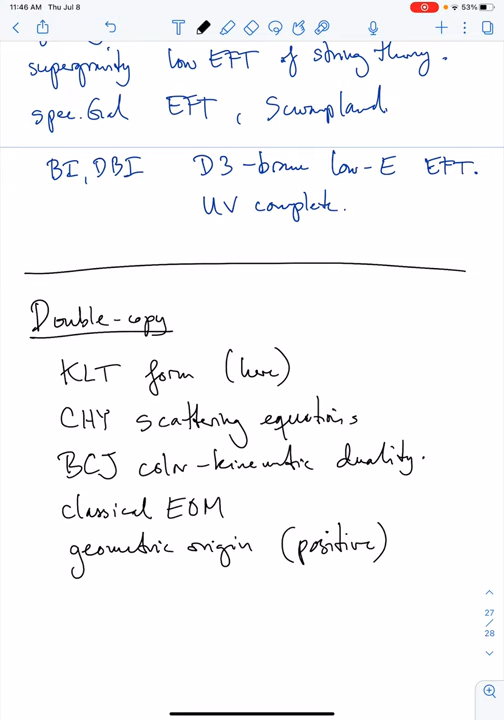 11:46 AM Thu Jul 8
53%
supergravity low EFT of string theory.
spec. Gal EFT, Swampland
BI, DBI D3-brane low-E EFT.
UV complete.
Double-copy
KLT form (here)
CHY scattering equations
BCJ color-kinematic duality.
classical EOM
geometric origin (positive)
27
/
28